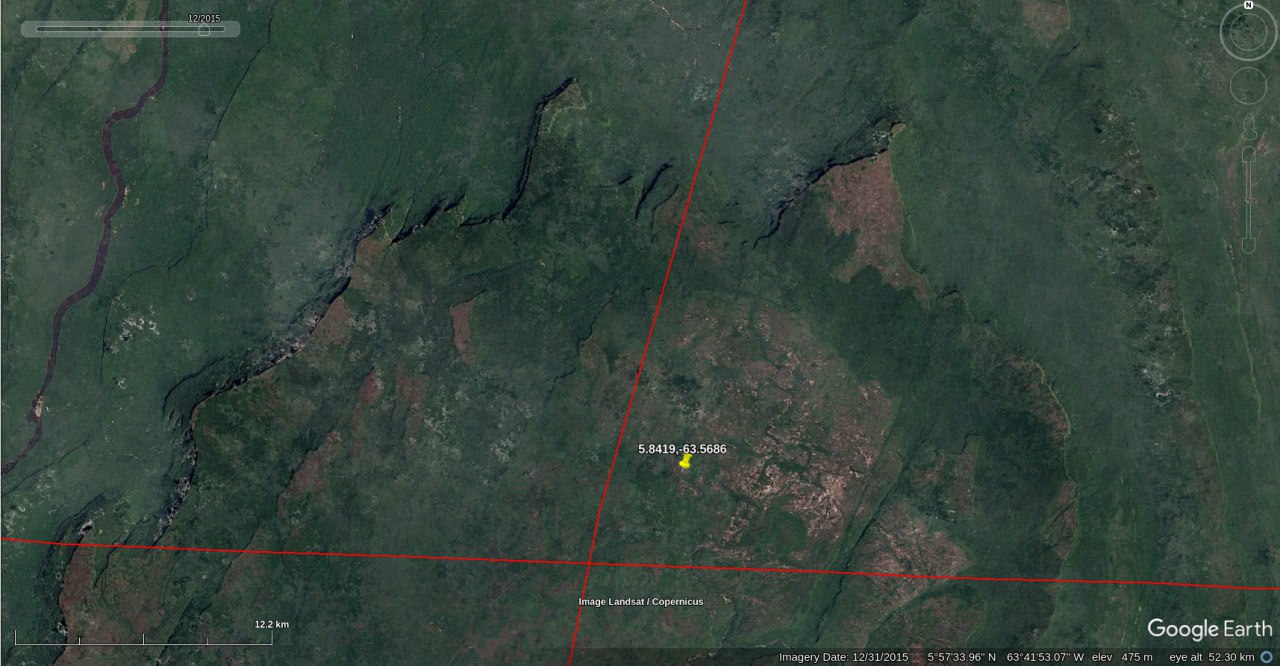 12/2015
N
5.8419,-63.5686
Image Landsat / Copernicus
12.2 km
Google Earth
Imagery Date: 12/31/2015 5°57'33.96" N 63°41'53.07" W elev 475 m eye alt 52.30 km